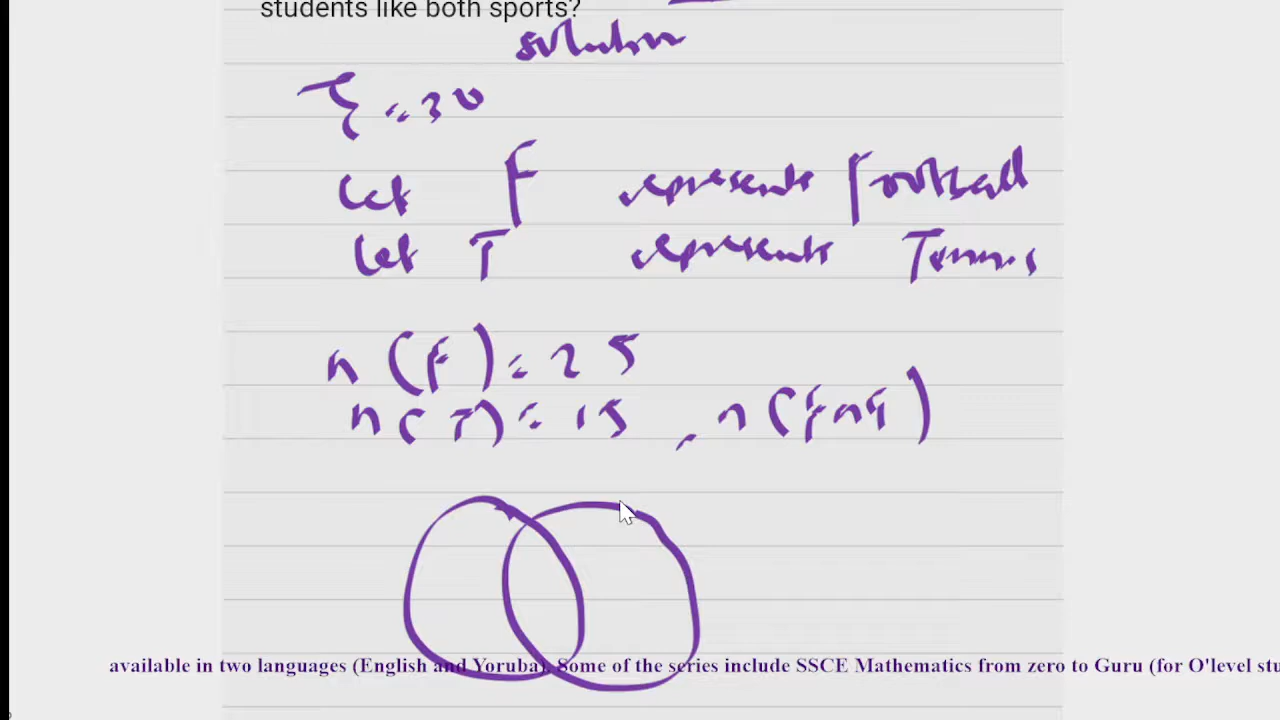 students like both sports?
solution
ξ = 30
let F represents football
let T represents Tennis
n(F) = 25
n(T) = 15, n(F∩T)
available in two languages (English and Yoruba). Some of the series include SSCE Mathematics from zero to Guru (for O'level stu